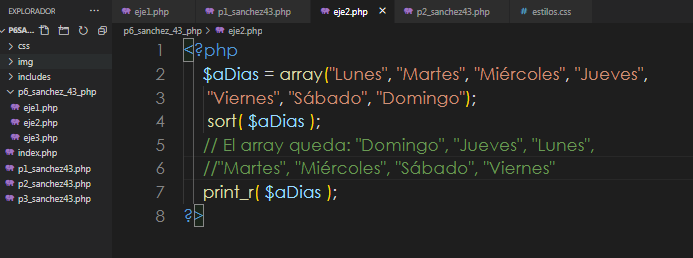 EXPLORADOR
P6SA...
css
img
includes
p6_sanchez_43_php
eje1.php
eje2.php
eje3.php
index.php
p1_sanchez43.php
p2_sanchez43.php
p3_sanchez43.php
eje1.php p1_sanchez43.php eje2.php p2_sanchez43.php estilos.css
p6_sanchez_43_php > eje2.php
1 <?php
2 $aDias = array("Lunes", "Martes", "Miércoles", "Jueves",
3 "Viernes", "Sábado", "Domingo");
4 sort( $aDias );
5 // El array queda: "Domingo", "Jueves", "Lunes",
6 //"Martes", "Miércoles", "Sábado", "Viernes"
7 print_r( $aDias );
8 ?>